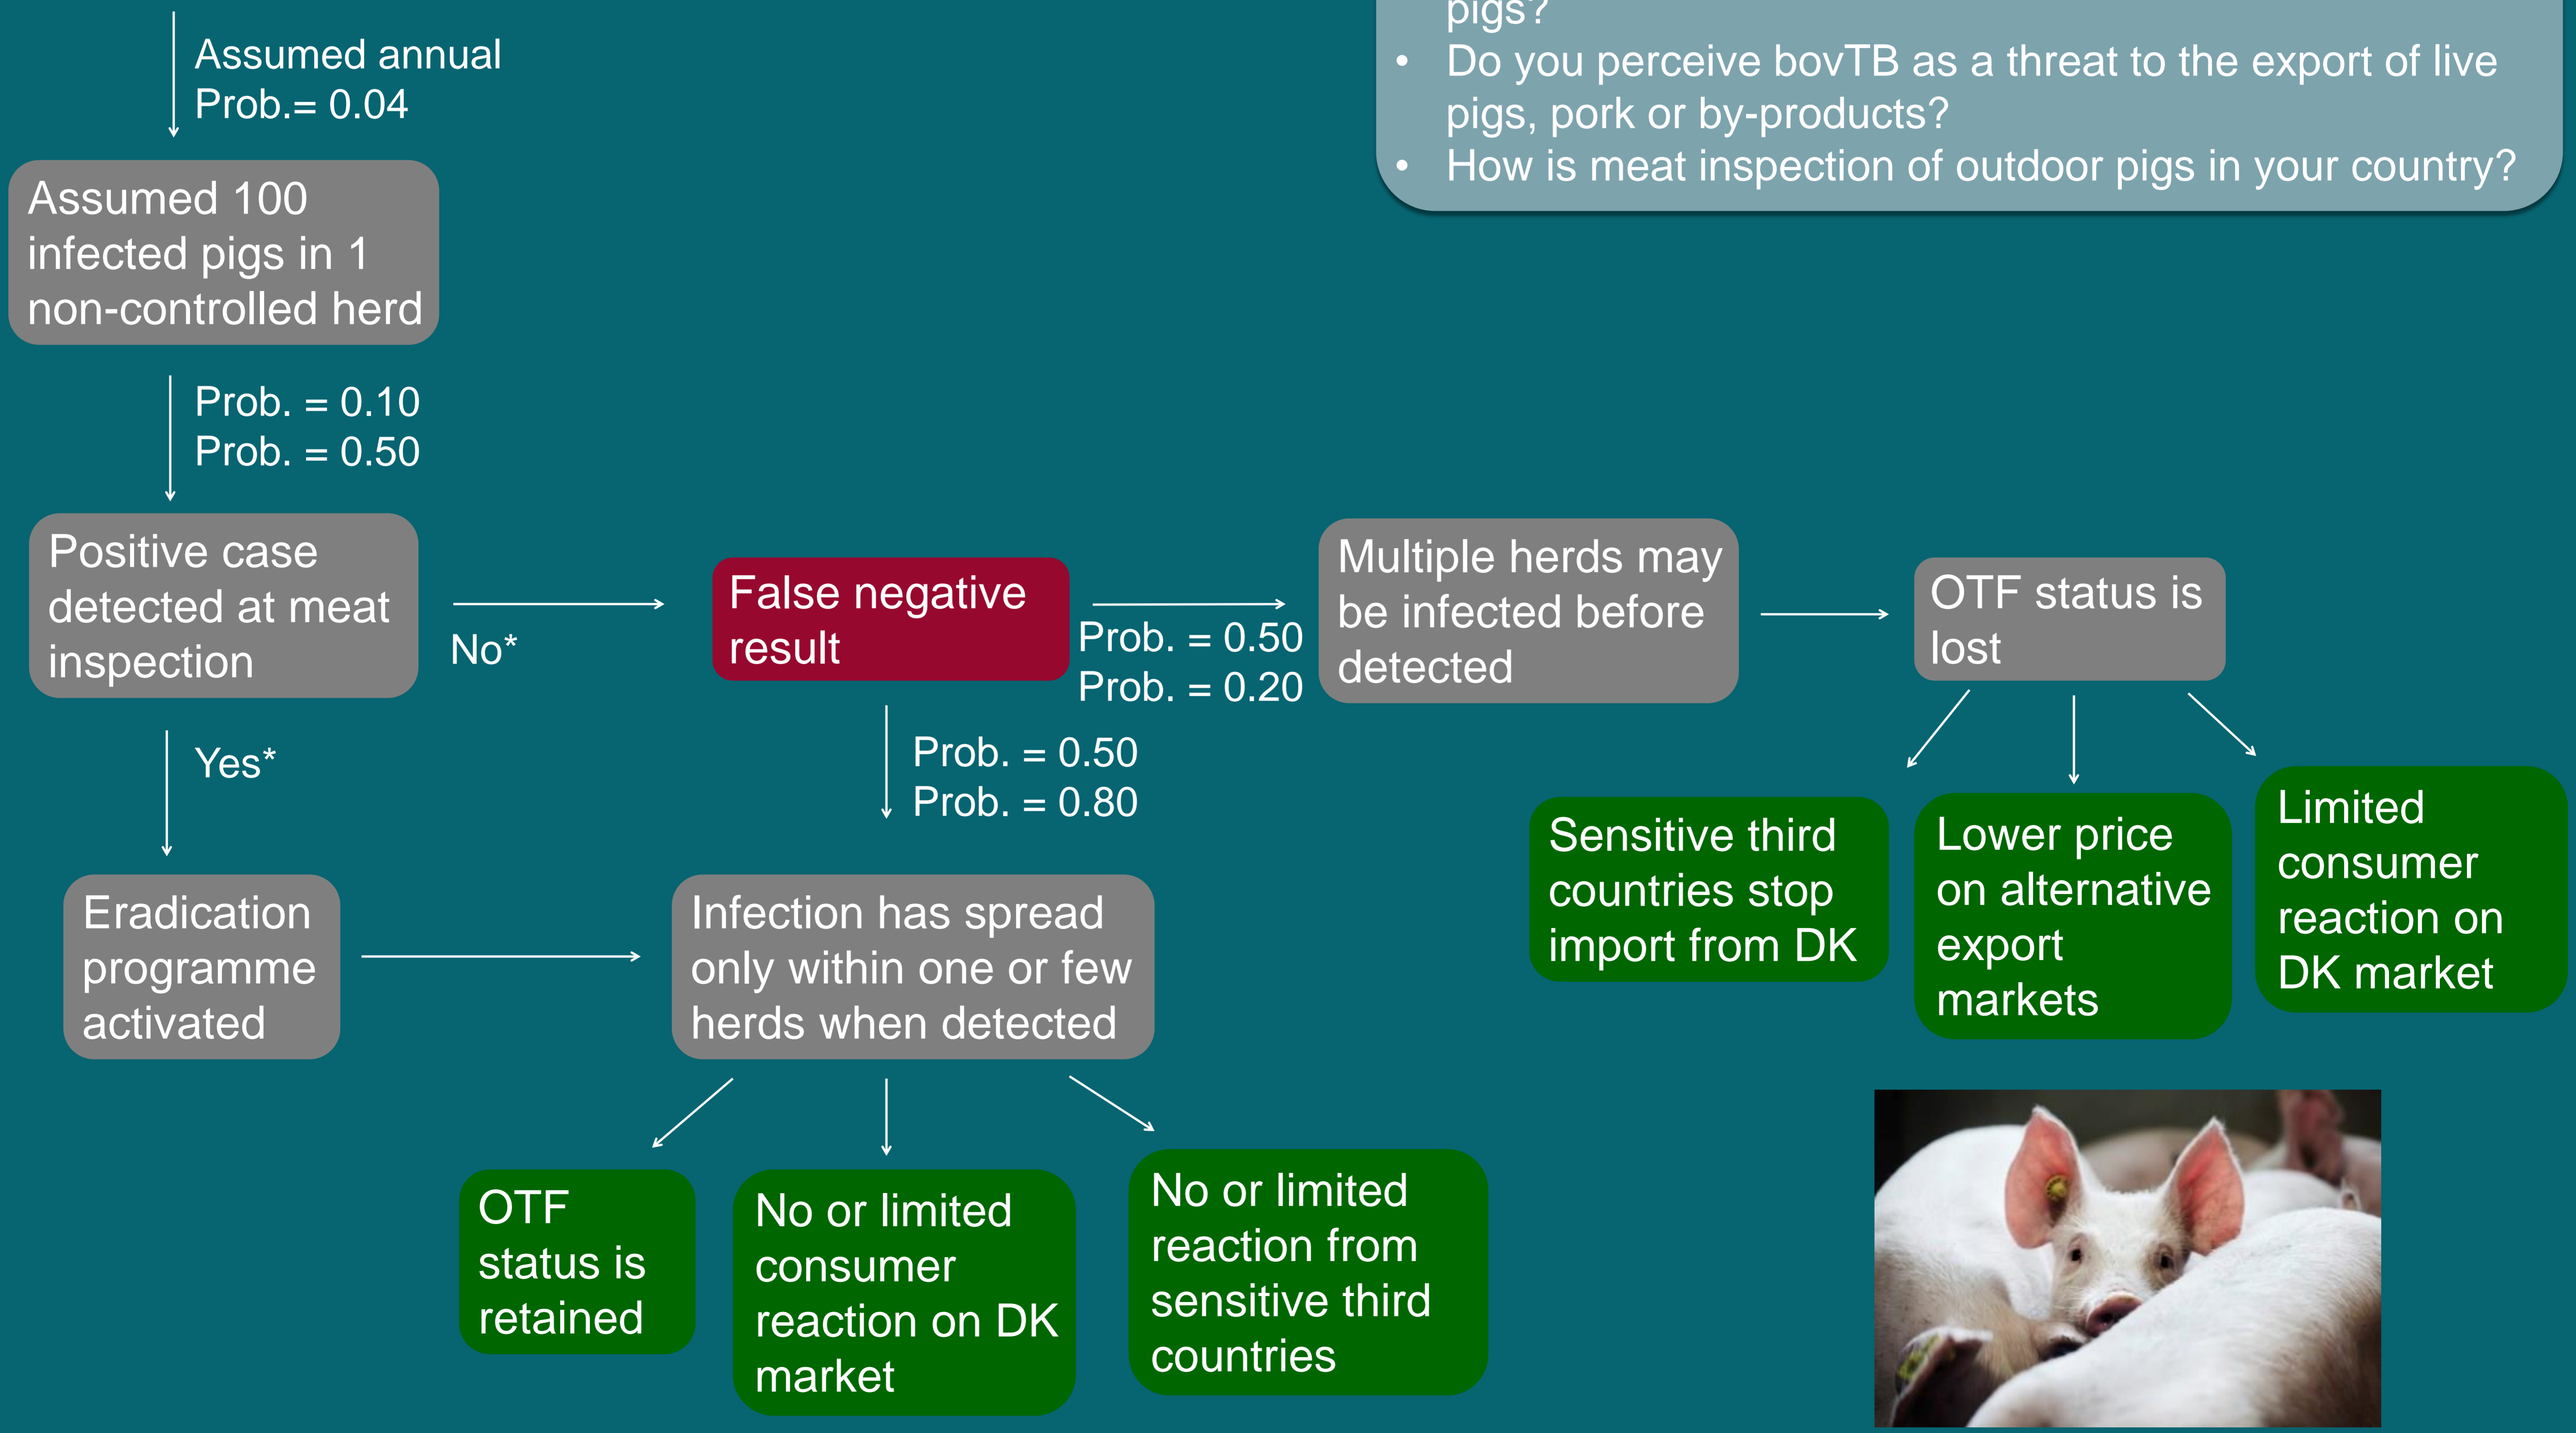 pigs?
• Do you perceive bovTB as a threat to the export of live
pigs, pork or by-products?
• How is meat inspection of outdoor pigs in your country?
Assumed annual
Prob.= 0.04
Assumed 100
infected pigs in 1
non-controlled herd
Prob. = 0.10
Prob. = 0.50
Positive case
detected at meat
inspection
No*
False negative
result
Prob. = 0.50
Prob. = 0.20
Multiple herds may
be infected before
detected
OTF status is
lost
Yes*
Prob. = 0.50
Prob. = 0.80
Sensitive third
countries stop
import from DK
Lower price
on alternative
export
markets
Limited
consumer
reaction on
DK market
Eradication
programme
activated
Infection has spread
only within one or few
herds when detected
OTF
status is
retained
No or limited
consumer
reaction on DK
market
No or limited
reaction from
sensitive third
countries